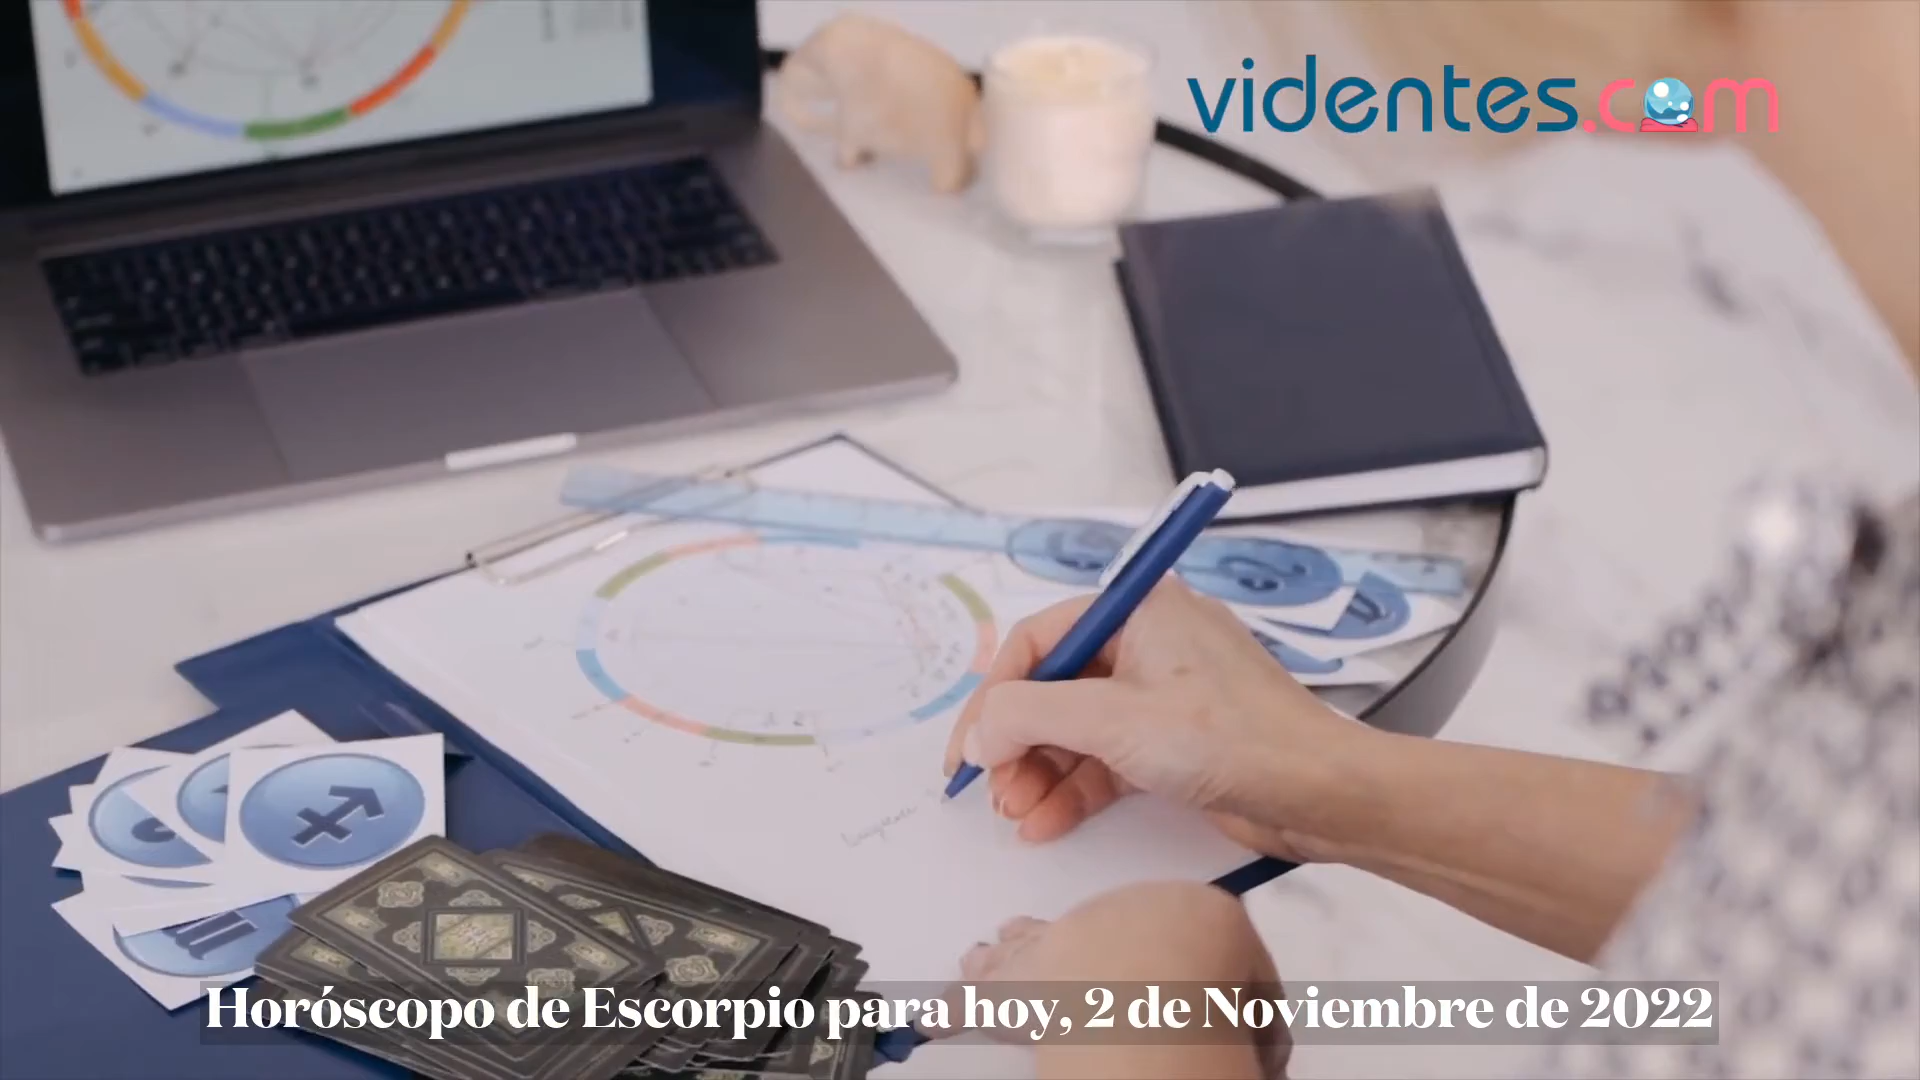 videntes.com
Horóscopo de Escorpio para hoy, 2 de Noviembre de 2022